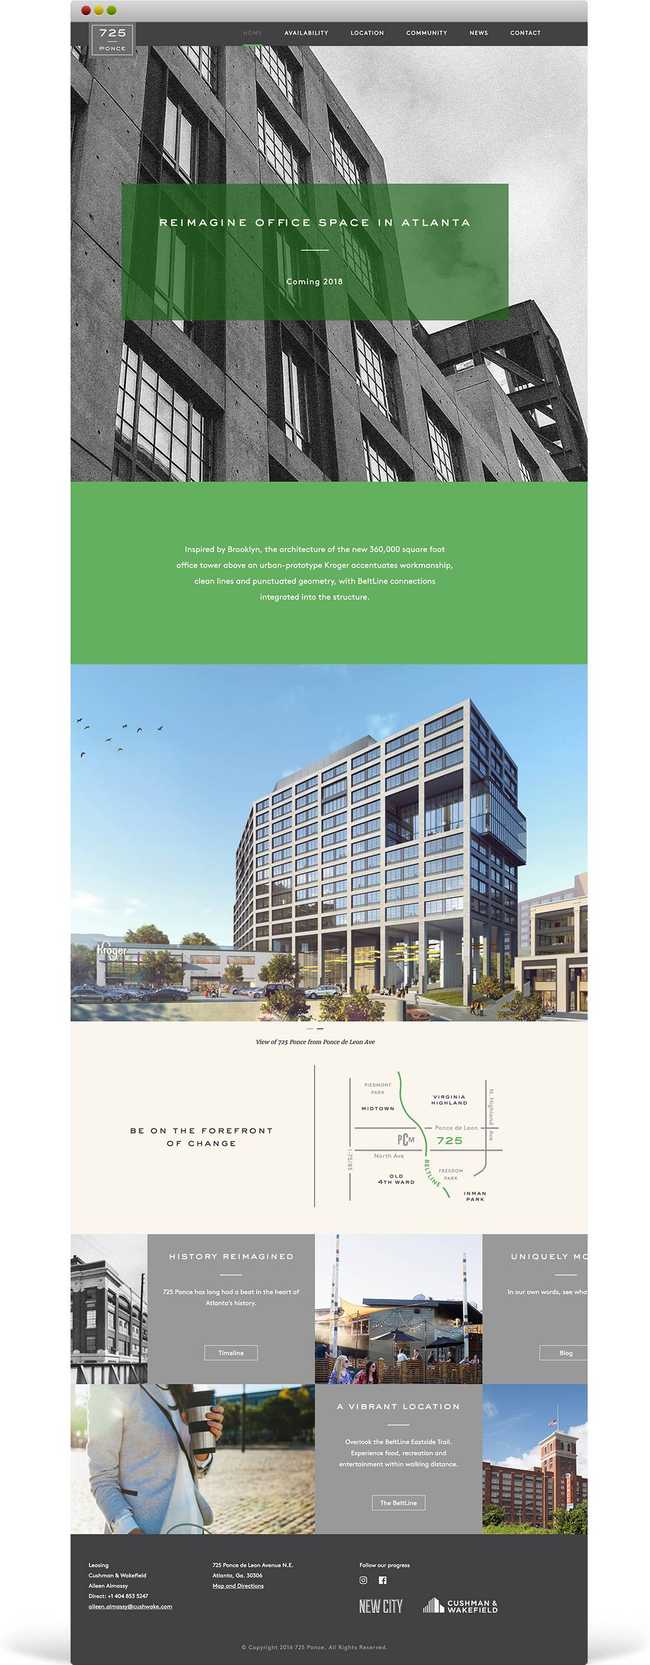 725
PONCE
HOME
AVAILABILITY
LOCATION
COMMUNITY
NEWS
CONTACT
REIMAGINE OFFICE SPACE IN ATLANTA
Coming 2018
Inspired by Brooklyn, the architecture of the new 360,000 square foot
office tower above an urban-prototype Kroger accentuates workmanship,
clean lines and punctuated geometry, with BeltLine connections
integrated into the structure.
Kroger
View of 725 Ponce from Ponce de Leon Ave
BE ON THE FOREFRONT
OF CHANGE
PIEDMONT
PARK
VIRGINIA
HIGHLAND
MIDTOWN
N. Highland Ave
Ponce de Leon
PCM
725
North Ave
I-75/85
BELTLINE
FREEDOM
PARK
OLD
4TH WARD
INMAN
PARK
HISTORY REIMAGINED
725 Ponce has long had a beat in the heart of
Atlanta's history.
Timeline
UNIQUELY MO
In our own words, see wha
Blog
A VIBRANT LOCATION
Overlook the BeltLine Eastside Trail.
Experience food, recreation and
entertainment within walking distance.
The BeltLine
Leasing
Cushman & Wakefield
Aileen Almassy
Direct: +1 404 853 5247
aileen.almassy@cushwake.com
725 Ponce de Leon Avenue N.E.
Atlanta, Ga. 30306
Map and Directions
Follow our progress
NEW CITY
CUSHMAN &
WAKEFIELD
© Copyright 2016 725 Ponce. All Rights Reserved.